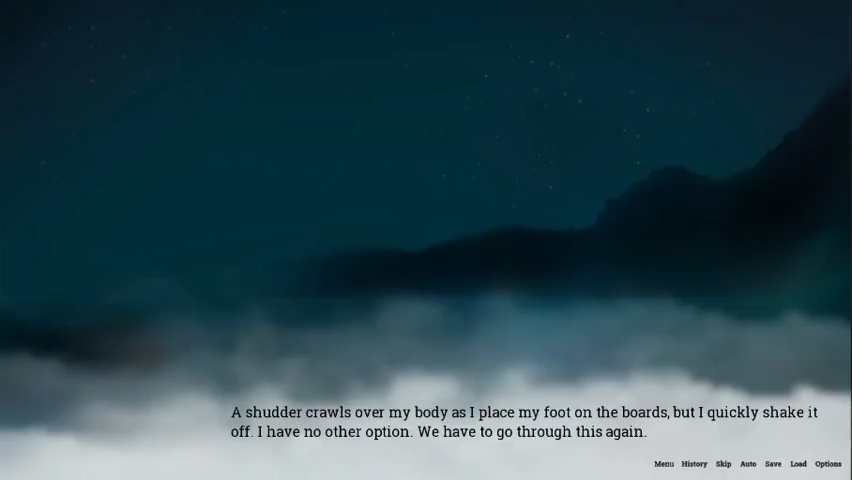 A shudder crawls over my body as I place my foot on the boards, but I quickly shake it
off. I have no other option. We have to go through this again.
Menu History Skip Auto Save Load Options